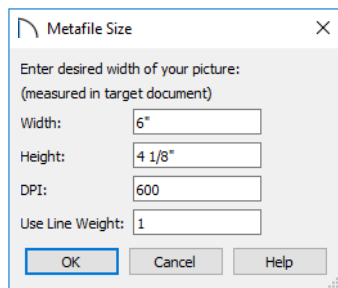 Metafile Size
Enter desired width of your picture:
(measured in target document)
Width: 6"
Height: 4 1/8"
DPI: 600
Use Line Weight: 1
OK Cancel Help